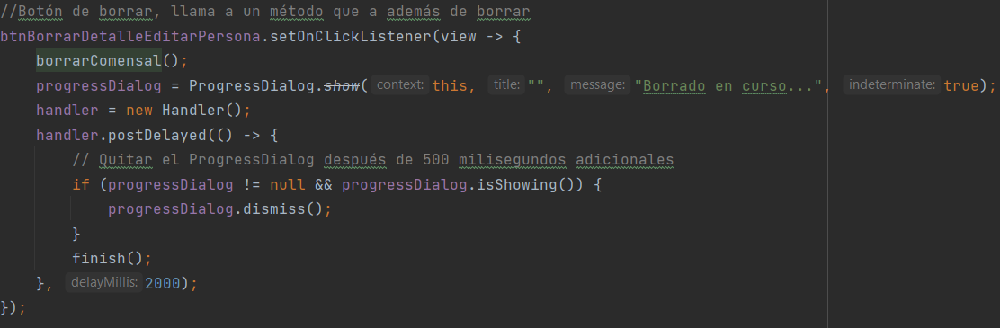 //Botón de borrar, llama a un método que a además de borrar
btnBorrarDetalleEditarPersona.setOnClickListener(view -> {
    borrarComensal();
    progressDialog = ProgressDialog.show( context: this,  title: "",  message: "Borrado en curso...",  indeterminate: true);
    handler = new Handler();
    handler.postDelayed(() -> {
        // Quitar el ProgressDialog después de 500 milisegundos adicionales
        if (progressDialog != null && progressDialog.isShowing()) {
            progressDialog.dismiss();
        }
        finish();
    },  delayMillis: 2000);
});